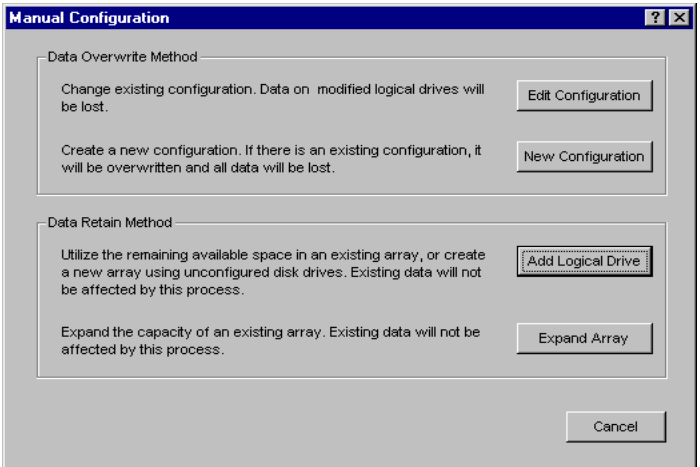 Manual Configuration
Data Overwrite Method
Change existing configuration. Data on modified logical drives will
be lost.
Edit Configuration
Create a new configuration. If there is an existing configuration, it
will be overwritten and all data will be lost.
New Configuration
Data Retain Method
Utilize the remaining available space in an existing array, or create
a new array using unconfigured disk drives. Existing data will not
be affected by this process.
Add Logical Drive
Expand the capacity of an existing array. Existing data will not be
affected by this process.
Expand Array
Cancel